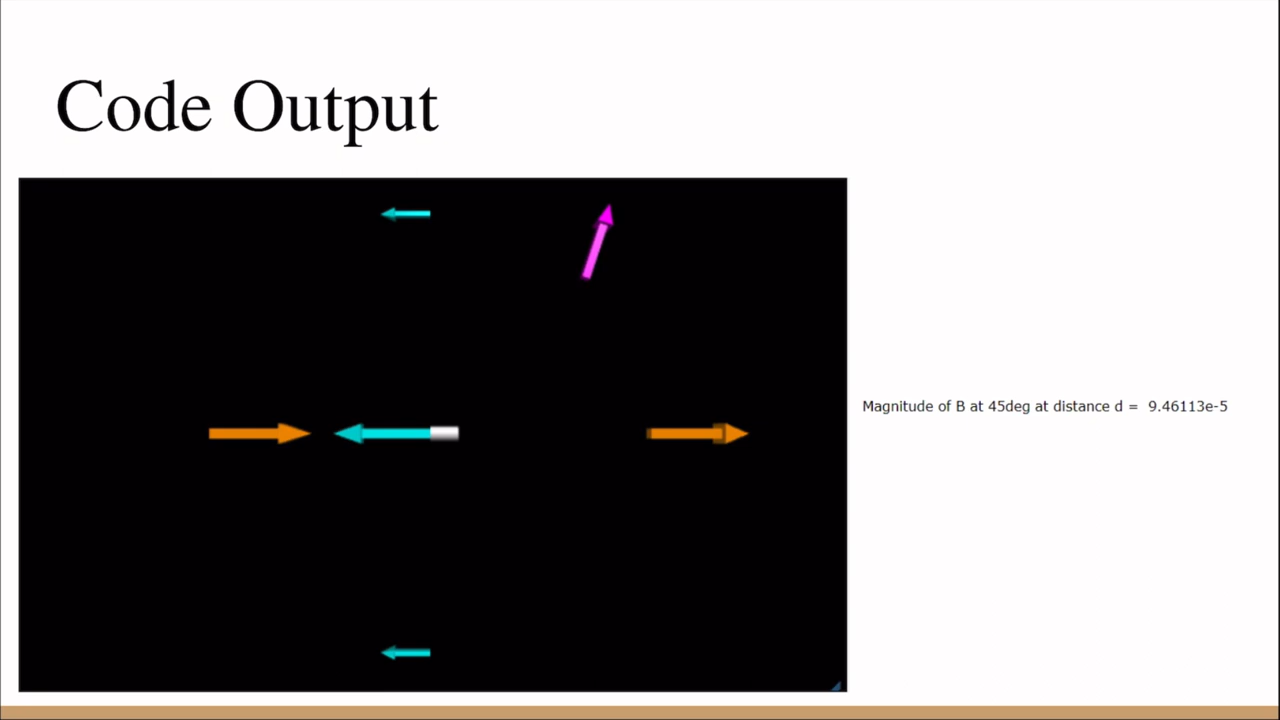 Code Output
Magnitude of B at 45deg at distance d = 9.46113e-5